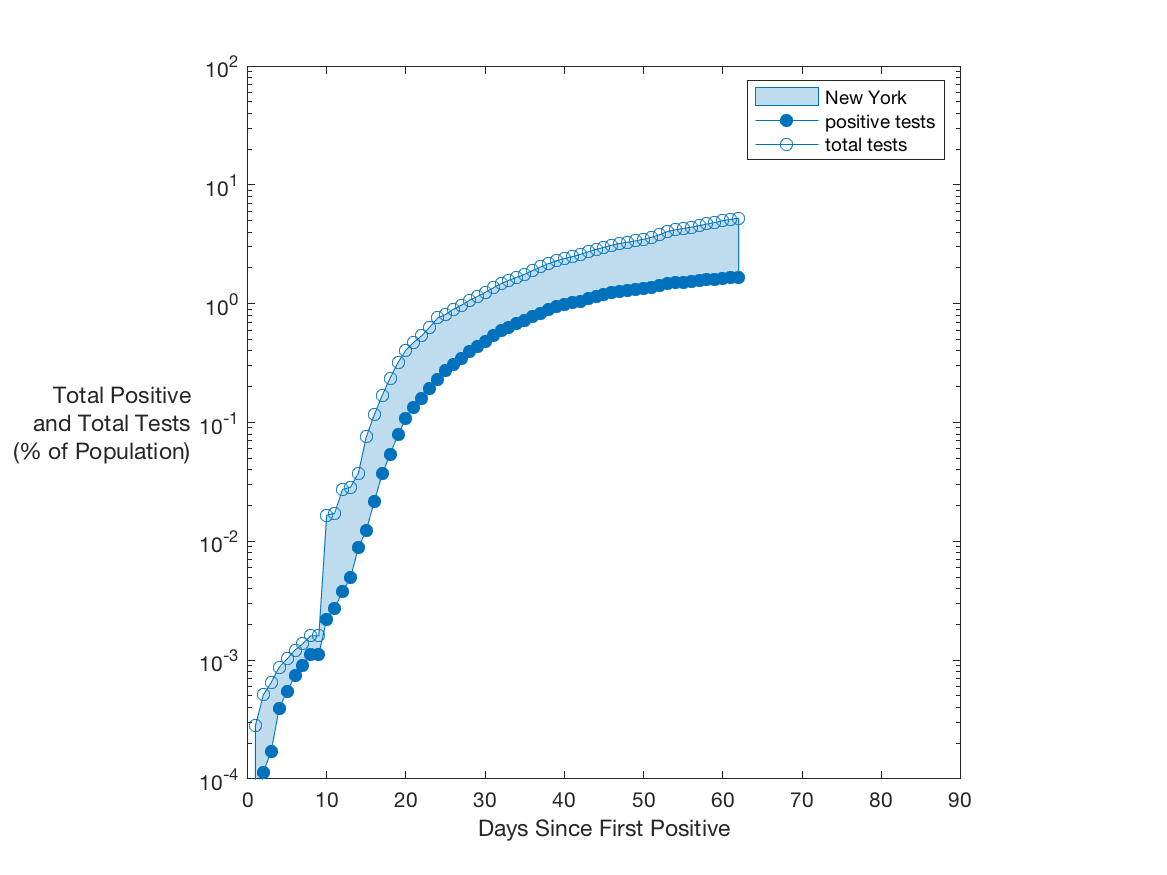 10^2
New York
positive tests
total tests
10^1
10^0
Total Positive
and Total Tests
(% of Population)
10^-1
10^-2
10^-3
10^-4
0 10 20 30 40 50 60 70 80 90
Days Since First Positive